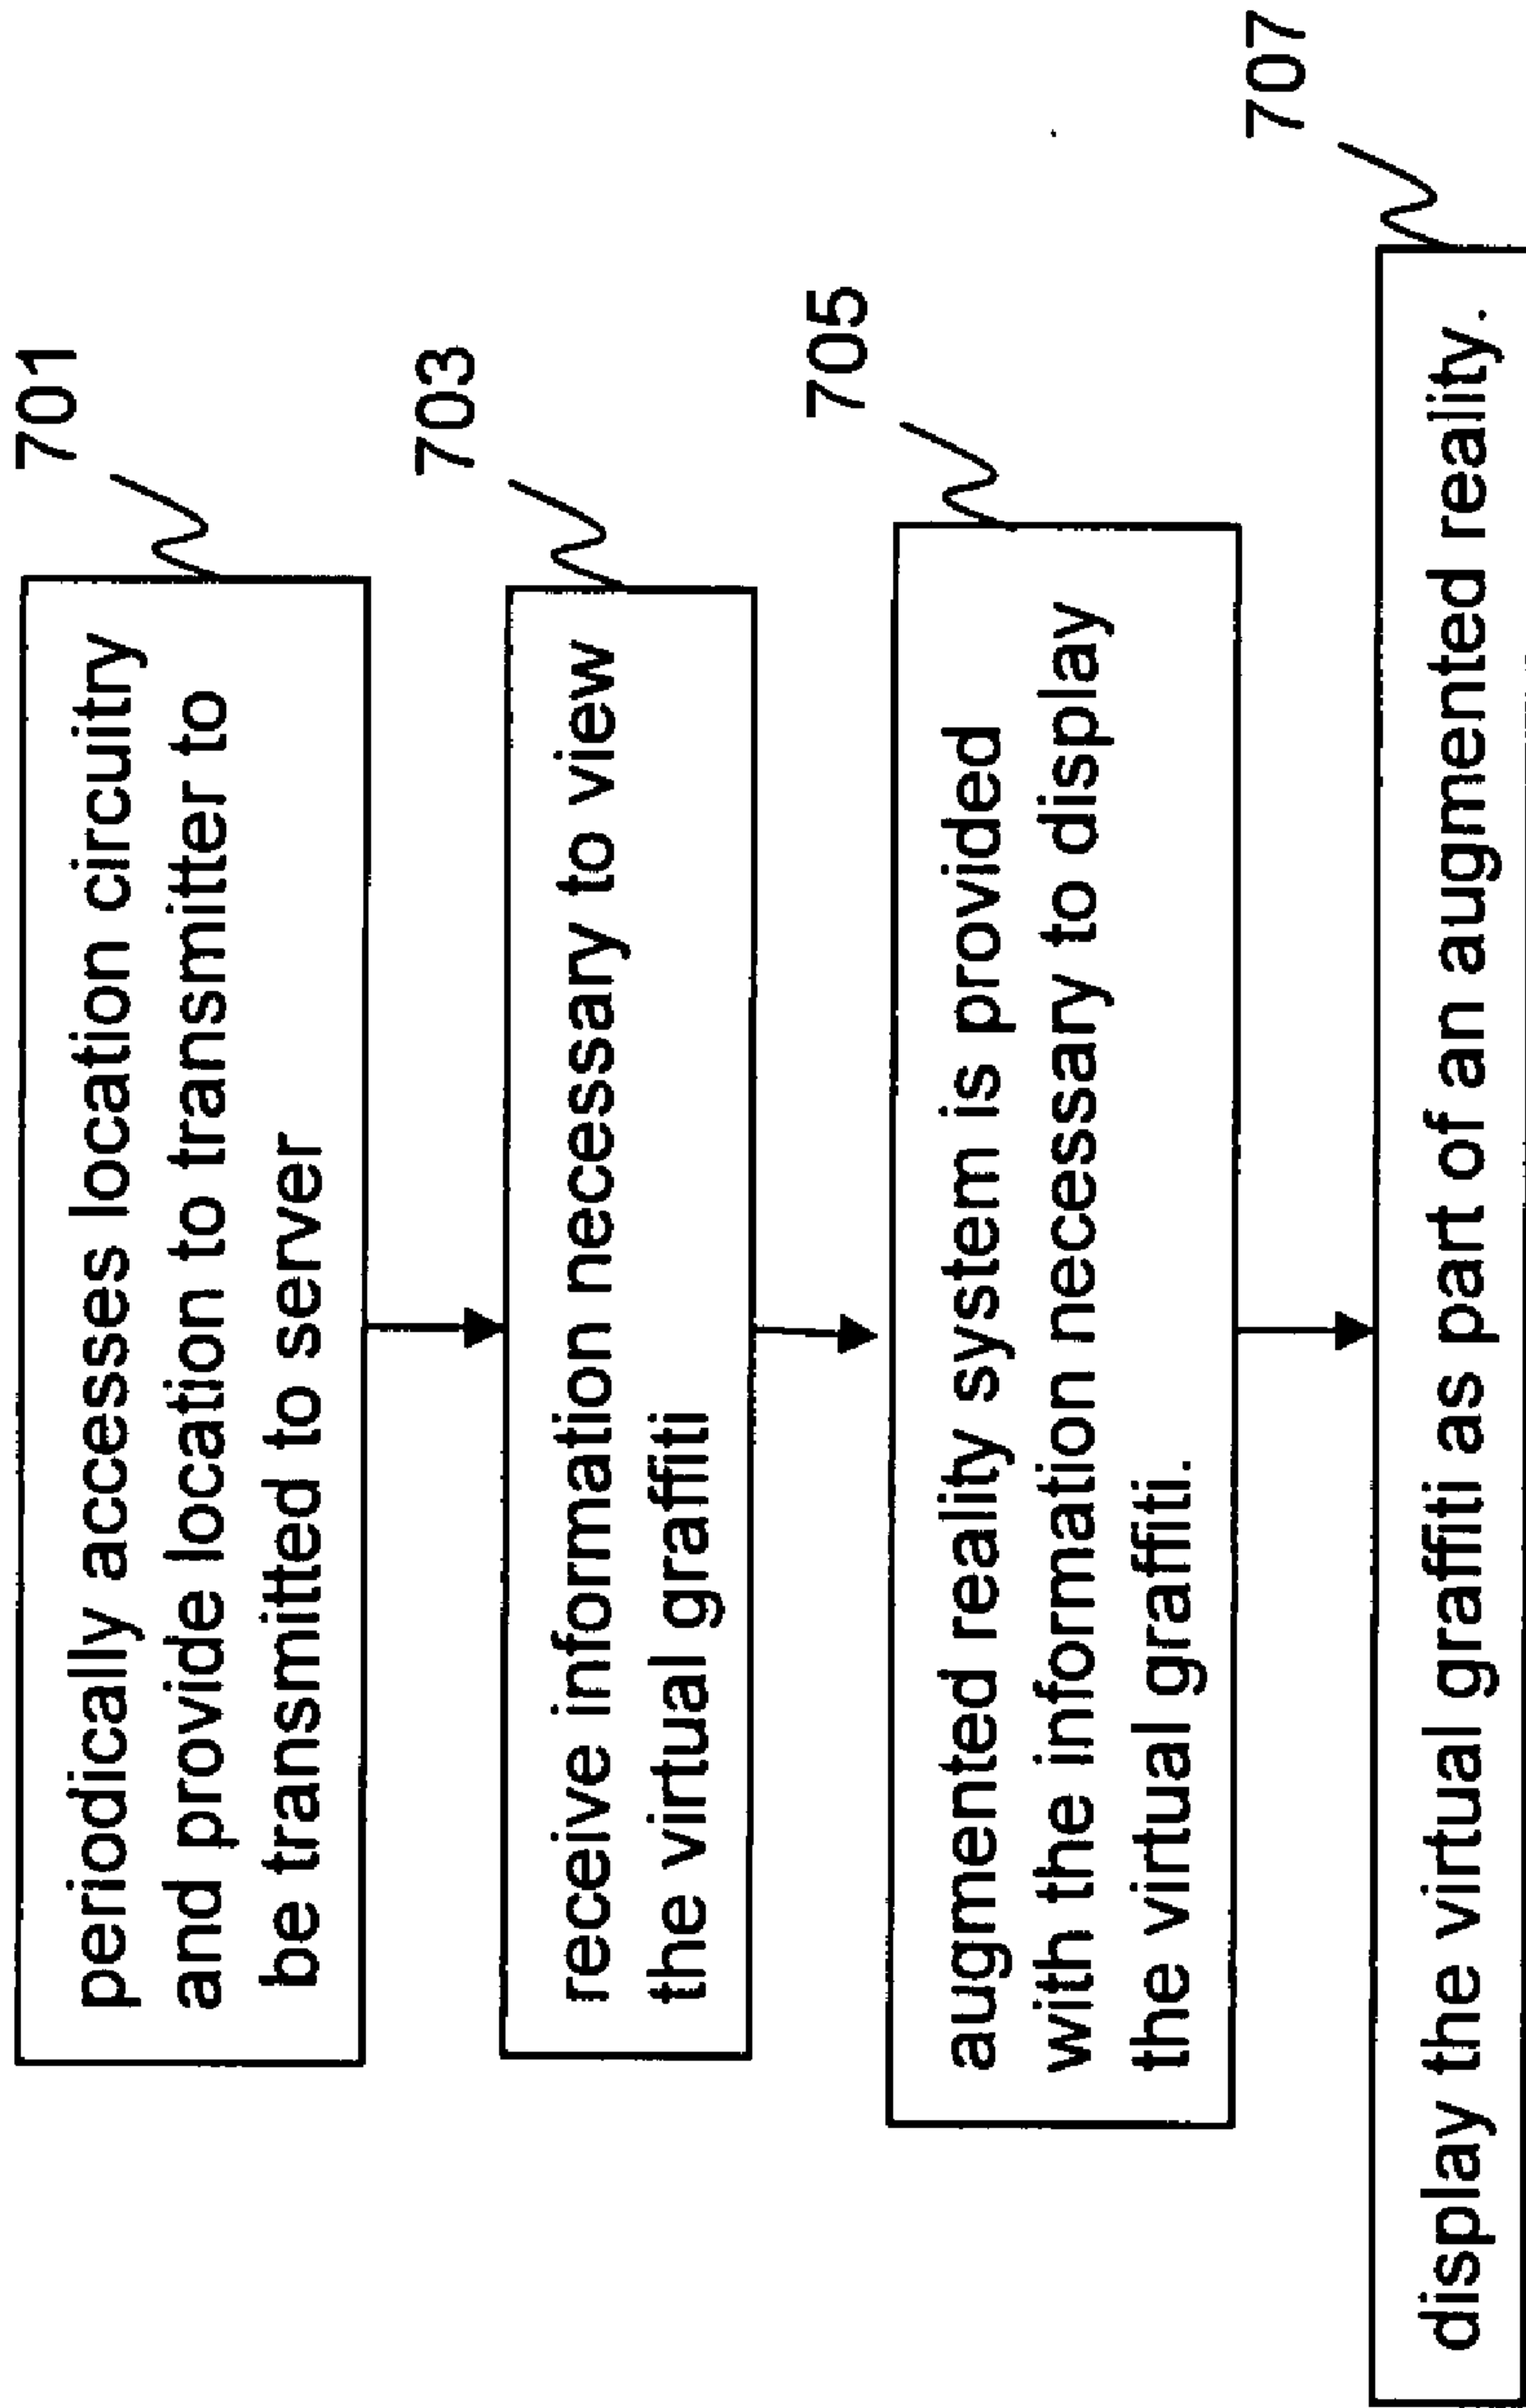 701
periodically accesses location circuitry
and provide location to transmitter to
be transmitted to server
703
receive information necessary to view
the virtual graffiti
705
augmented reality system is provided
with the information necessary to display
the virtual graffiti.
707
display the virtual graffiti as part of an augmented reality.